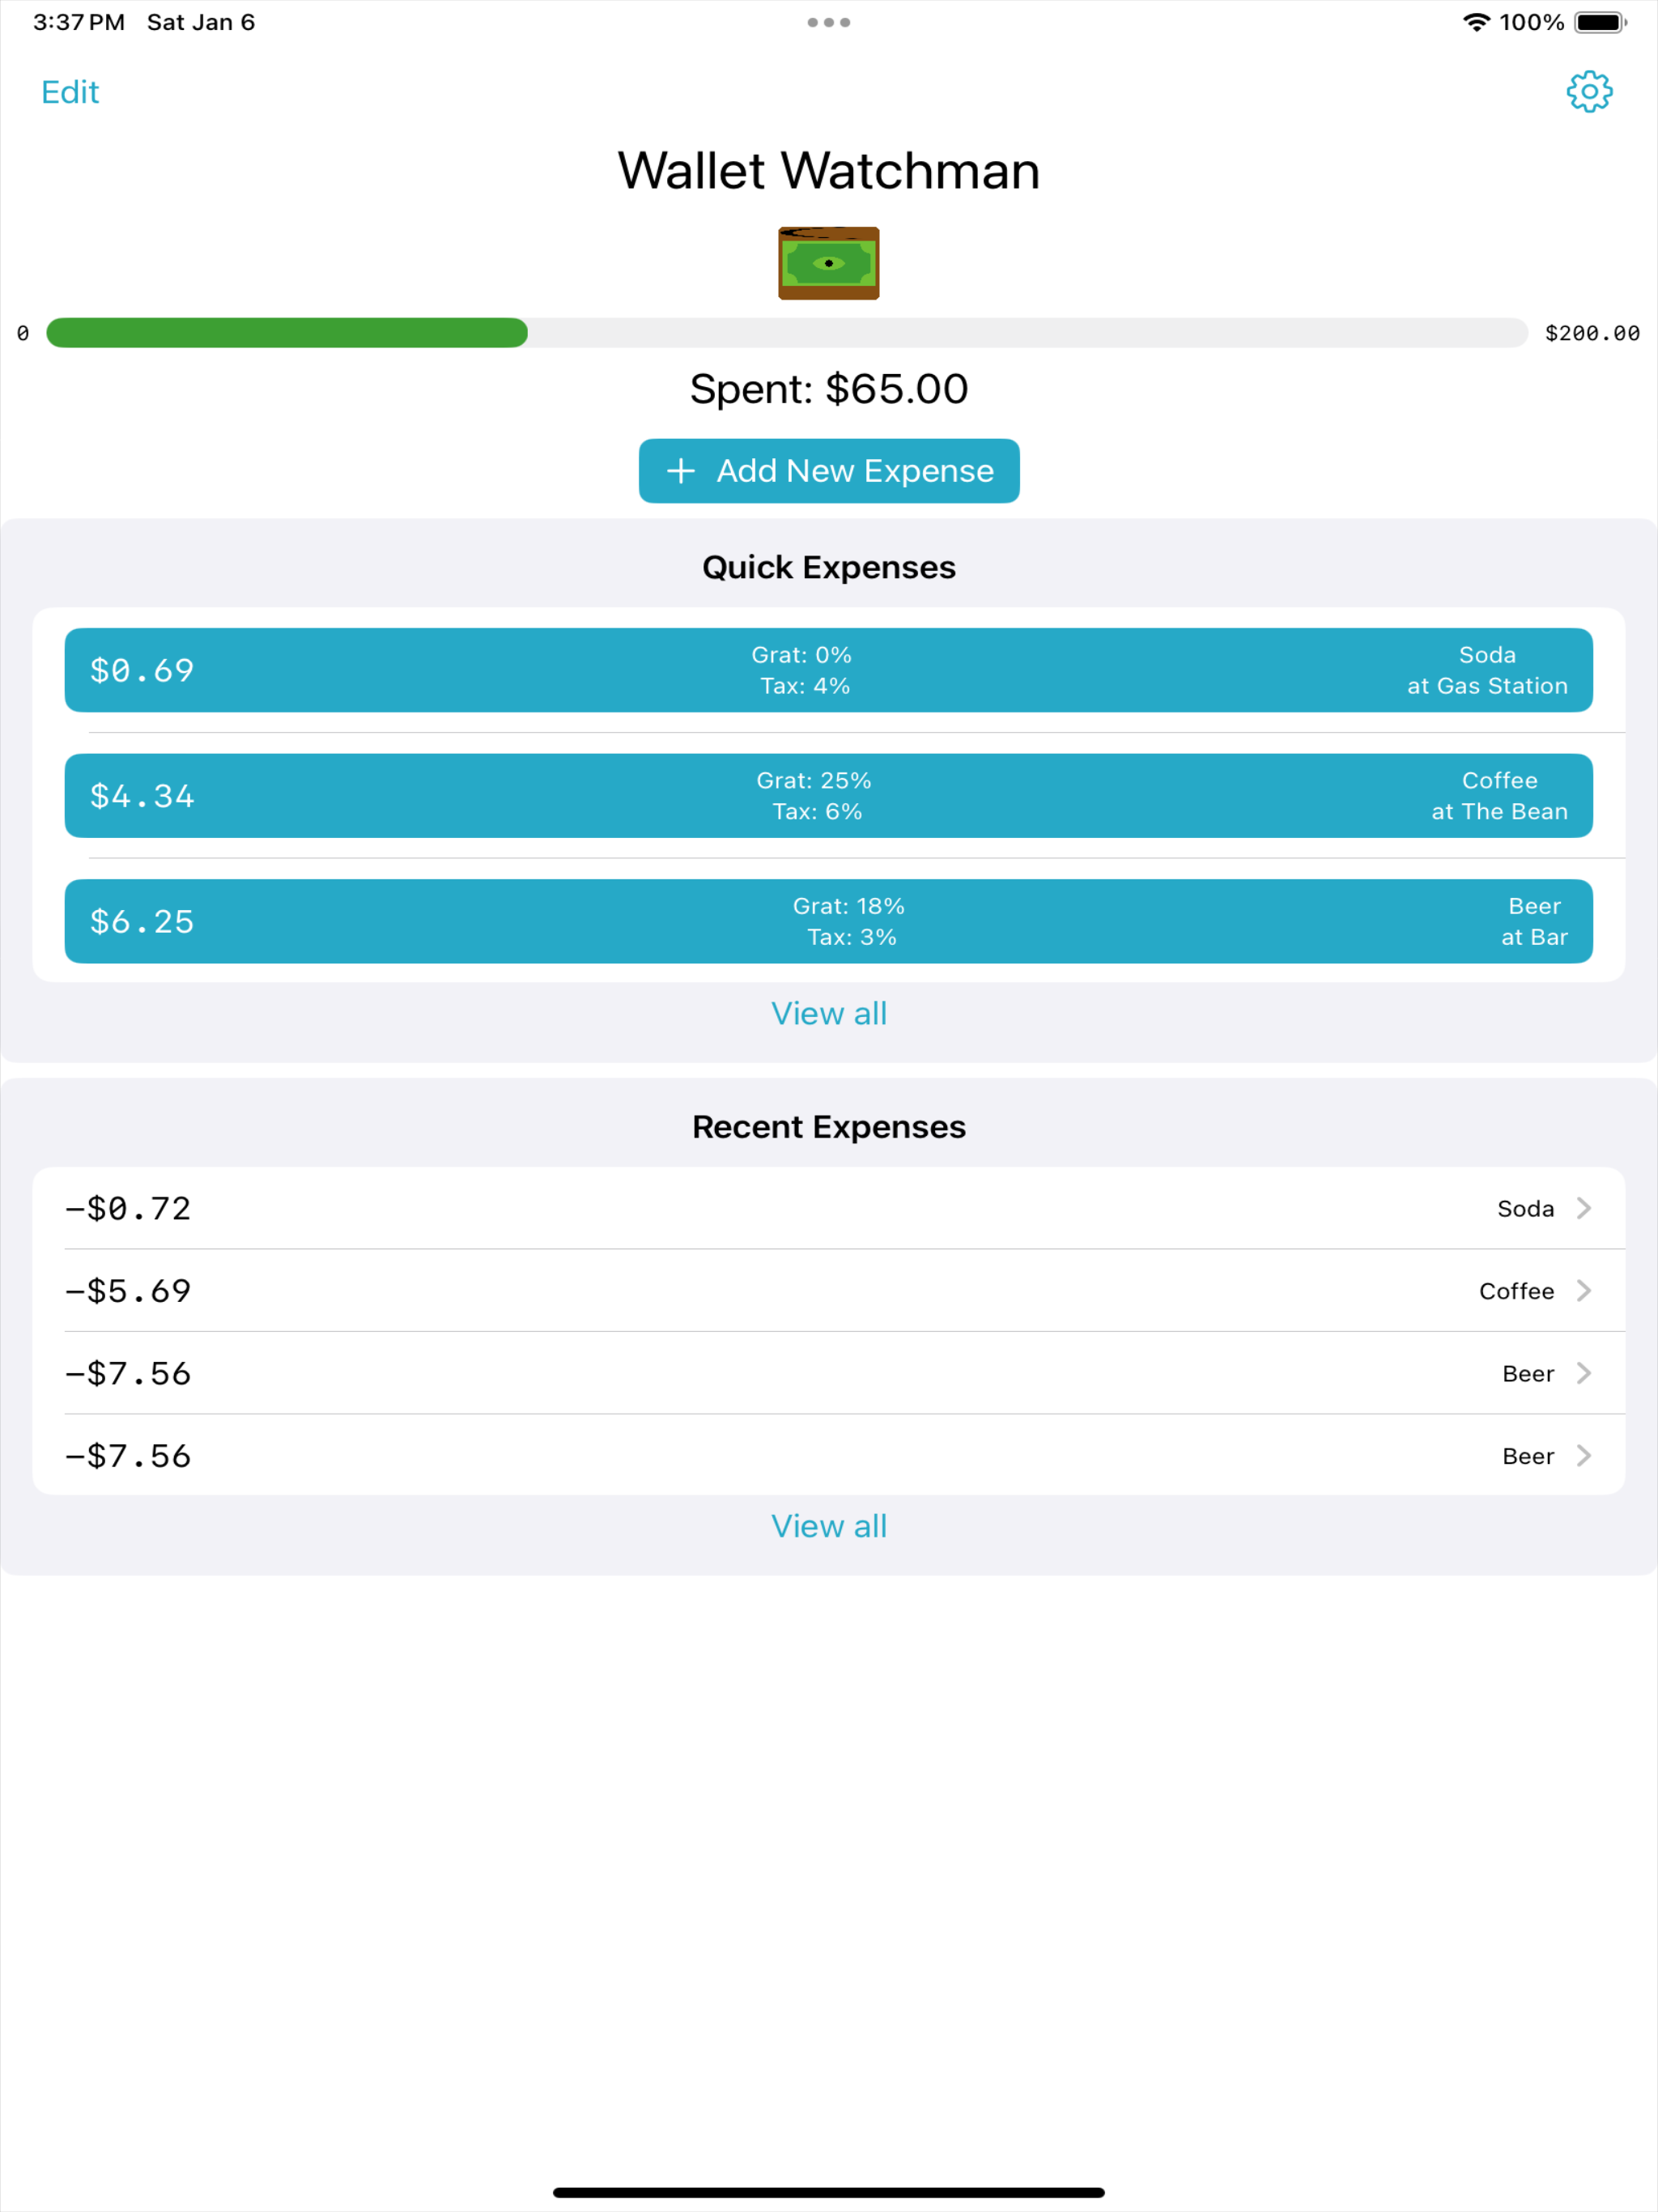 3:37 PM Sat Jan 6 100%
Edit
Wallet Watchman
0 $200.00
Spent: $65.00
+ Add New Expense
Quick Expenses
$0.69
Grat: 0%
Tax: 4%
Soda
at Gas Station
$4.34
Grat: 25%
Tax: 6%
Coffee
at The Bean
$6.25
Grat: 18%
Tax: 3%
Beer
at Bar
View all
Recent Expenses
−$0.72 Soda
−$5.69 Coffee
−$7.56 Beer
−$7.56 Beer
View all